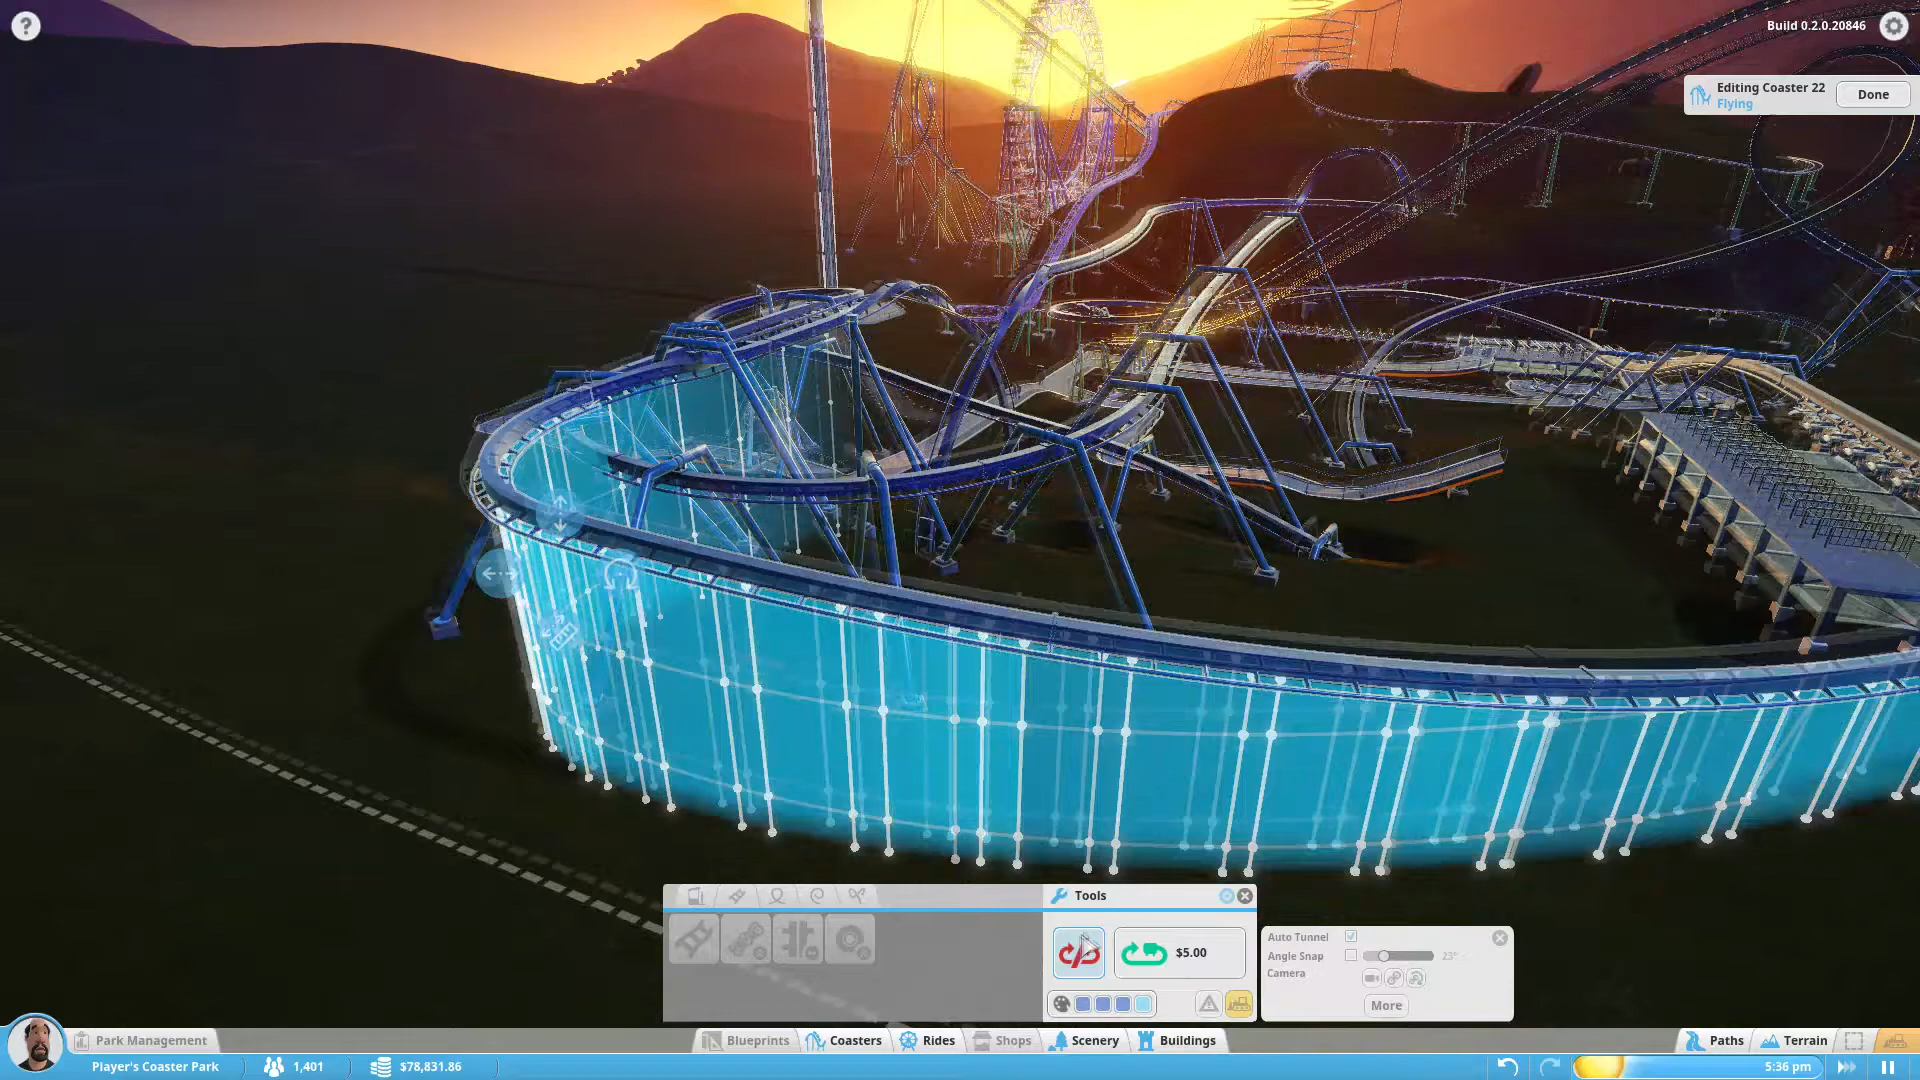 ?
Build 0.2.0.20846
Editing Coaster 22
Flying
Done
Tools
$5.00
Auto Tunnel
Angle Snap
23°
Camera
More
Park Management
Blueprints
Coasters
Rides
Shops
Scenery
Buildings
Paths
Terrain
Player's Coaster Park
1,401
$78,831.86
5:36 pm